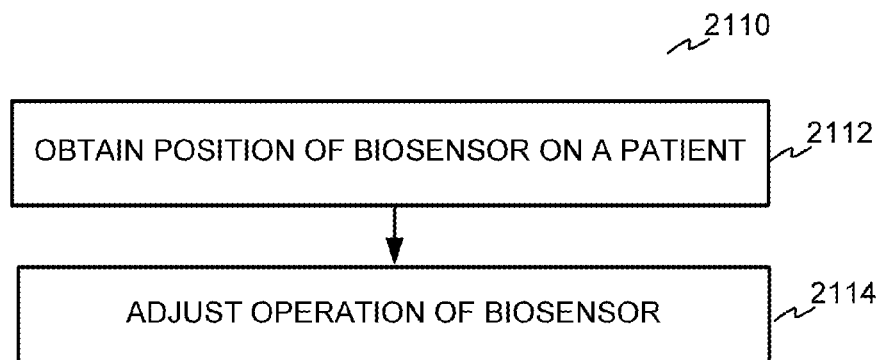 2110
OBTAIN POSITION OF BIOSENSOR ON A PATIENT
2112
ADJUST OPERATION OF BIOSENSOR
2114